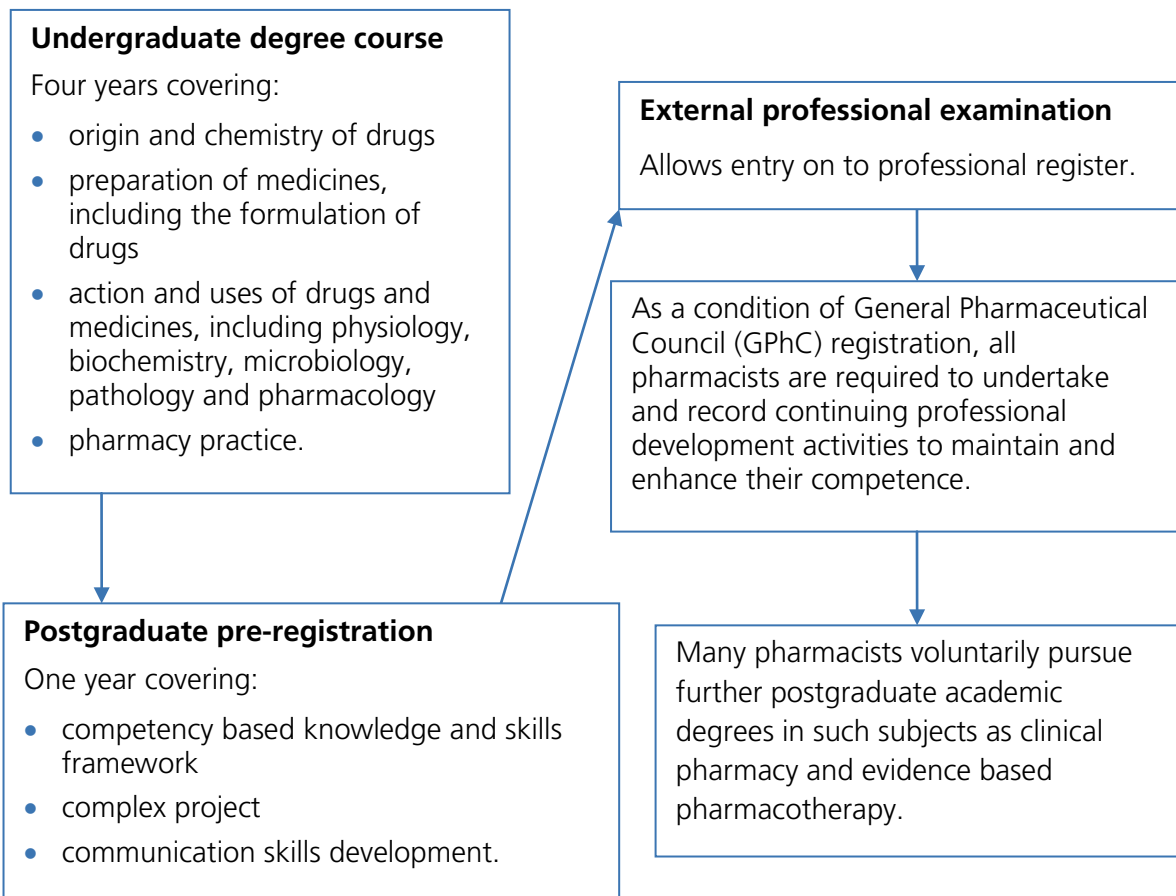 Undergraduate degree course
Four years covering:
• origin and chemistry of drugs
• preparation of medicines,
including the formulation of
drugs
• action and uses of drugs and
medicines, including physiology,
biochemistry, microbiology,
pathology and pharmacology
• pharmacy practice.
Postgraduate pre-registration
One year covering:
• competency based knowledge and skills
framework
• complex project
• communication skills development.
External professional examination
Allows entry on to professional register.
As a condition of General Pharmaceutical
Council (GPhC) registration, all
pharmacists are required to undertake
and record continuing professional
development activities to maintain and
enhance their competence.
Many pharmacists voluntarily pursue
further postgraduate academic
degrees in such subjects as clinical
pharmacy and evidence based
pharmacotherapy.